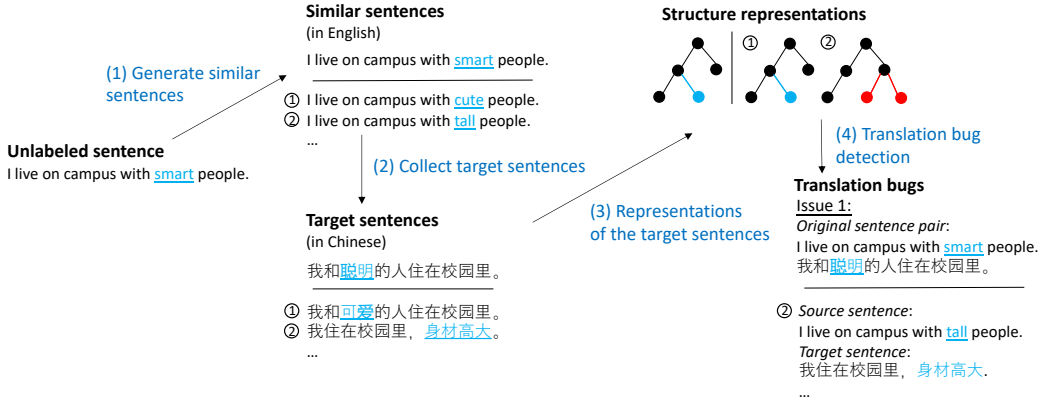 Similar sentences
(in English)
I live on campus with smart people.
① I live on campus with cute people.
② I live on campus with tall people.
...
(1) Generate similar
sentences
Unlabeled sentence
I live on campus with smart people.
(2) Collect target sentences
Target sentences
(in Chinese)
我和聪明的人住在校园里。
① 我和可爱的人住在校园里。
② 我住在校园里，身材高大。
...
(3) Representations
of the target sentences
Structure representations
① ②
(4) Translation bug
detection
Translation bugs
Issue 1:
Original sentence pair:
I live on campus with smart people.
我和聪明的人住在校园里。
② Source sentence:
I live on campus with tall people.
Target sentence:
我住在校园里，身材高大.
...